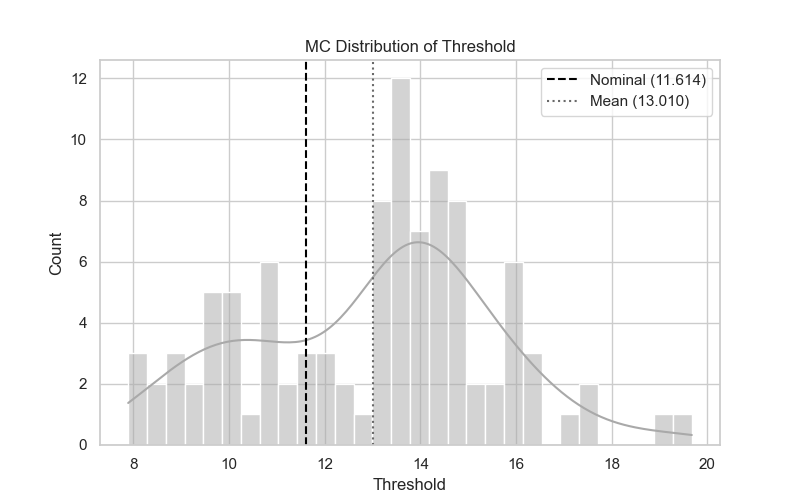 MC Distribution of Threshold
Nominal (11.614)
Mean (13.010)
12
10
8
6
4
2
0
Count
8 10 12 14 16 18 20
Threshold